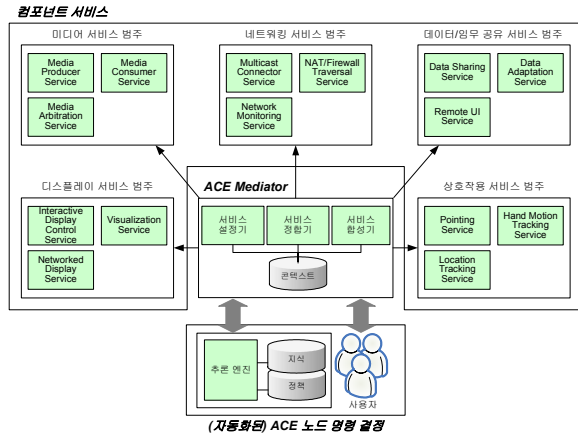 컴포넌트 서비스
미디어 서비스 범주
Media
Producer
Service
Media
Consumer
Service
Media
Arbitration
Service
네트워킹 서비스 범주
Multicast
Connector
Service
NAT/Firewall
Traversal
Service
Network
Monitoring
Service
데이터/임무 공유 서비스 범주
Data Sharing
Service
Data
Adaptation
Service
Remote UI
Service
디스플레이 서비스 범주
Interactive
Display
Control
Service
Visualization
Service
Networked
Display
Service
ACE Mediator
서비스
설정기
서비스
정합기
서비스
합성기
콘텍스트
상호작용 서비스 범주
Pointing
Service
Hand Motion
Tracking
Service
Location
Tracking
Service
추론 엔진
지식
정책
사용자
(자동화된) ACE 노드 명령 결정